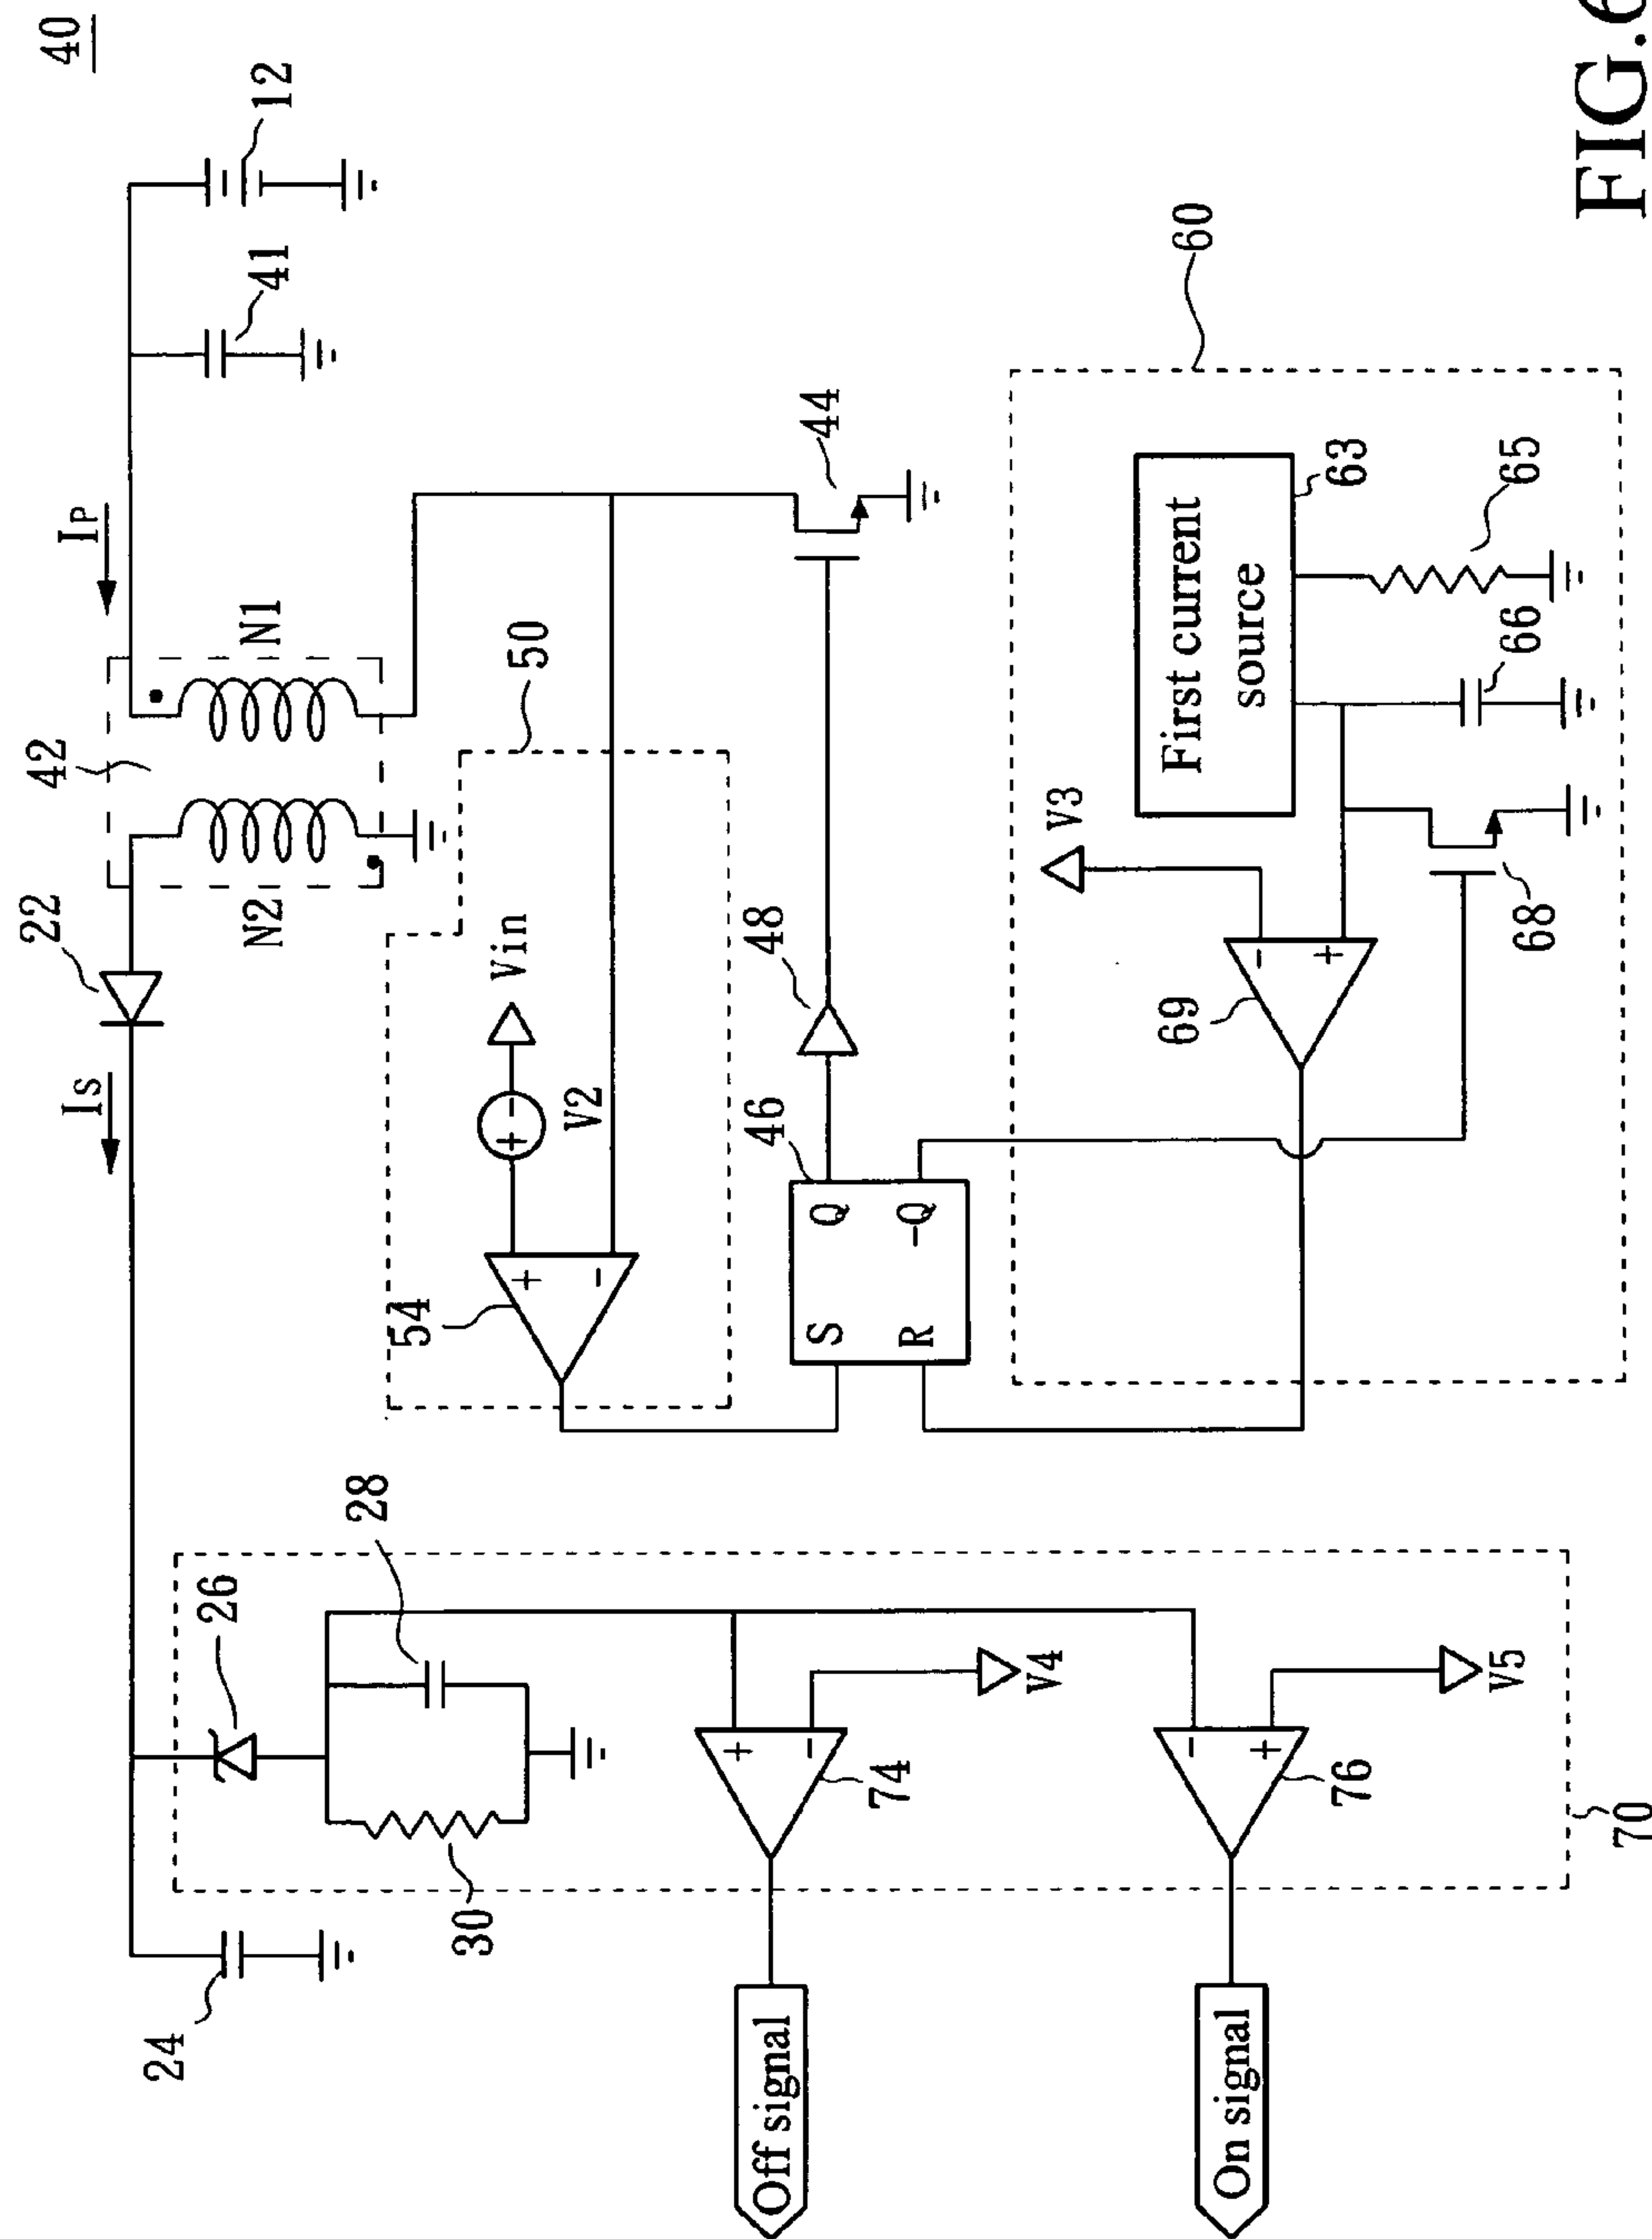 40
12
41
IP
N1
42
N2
22
IS
44
50
Vin
V2
+
-
54
+
-
48
46
S
Q
R
-Q
60
First current
source
63
65
66
68
V3
69
-
+
24
26
28
30
+
-
74
V4
-
+
76
V5
70
Off signal
On signal
FIG.6